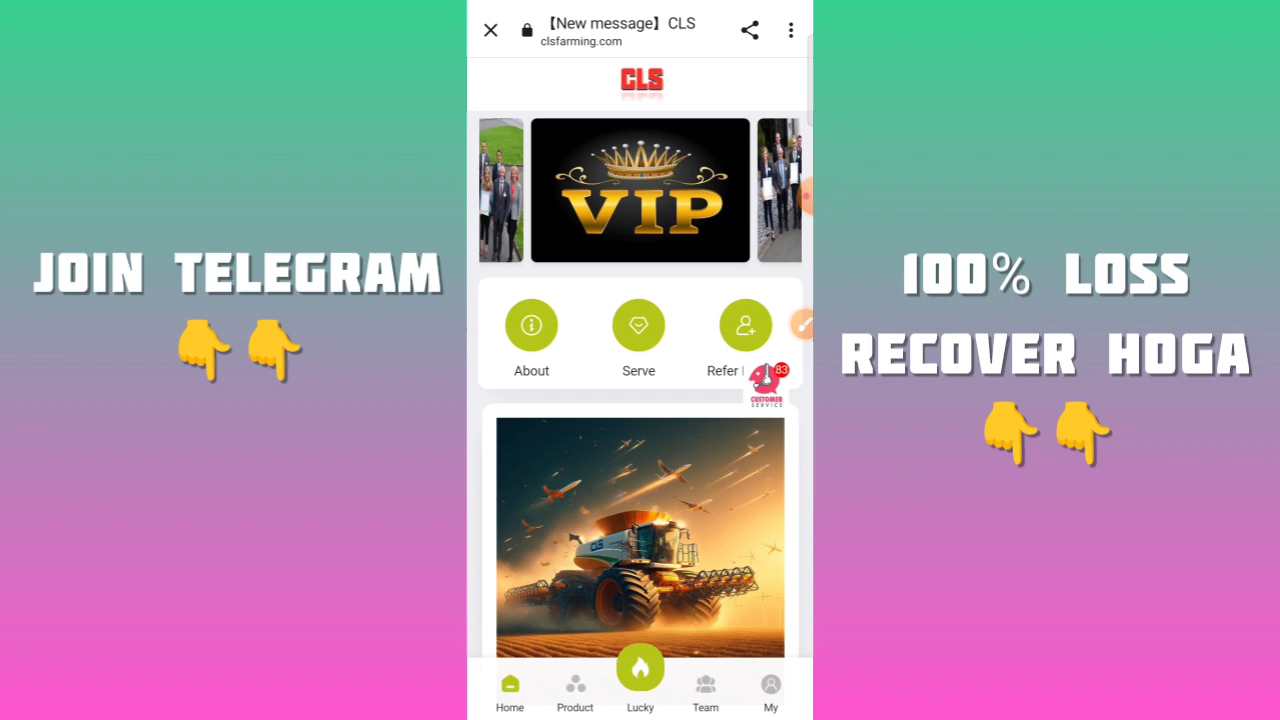 【New message】CLS
clsfarming.com
CLS
VIP
JOIN TELEGRAM
👇👇
100% LOSS
RECOVER HOGA
👇👇
About
Serve
Refer
83
CUSTOMER
SERVICE
CLS
Home
Product
Lucky
Team
My